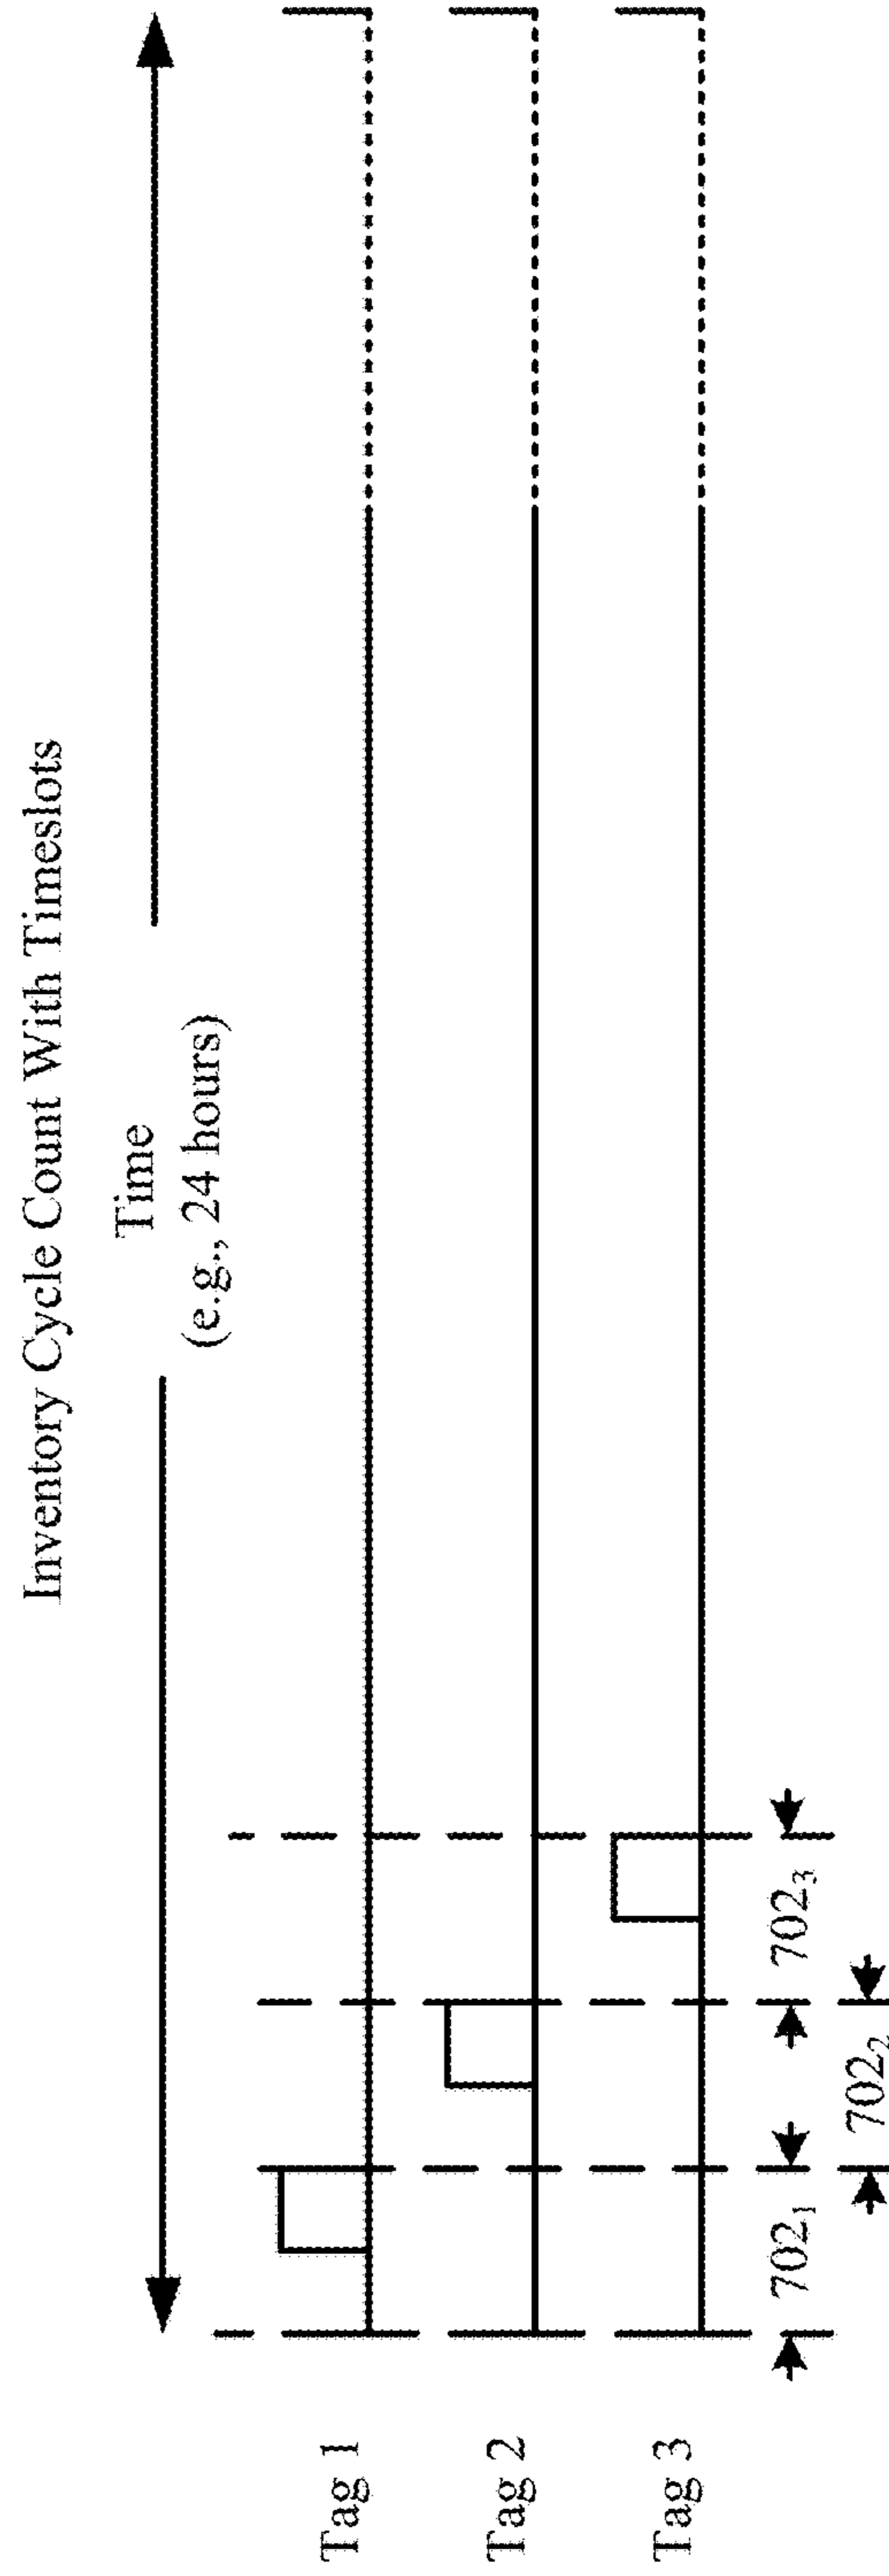 Inventory Cycle Count With Timeslots
Time
(e.g., 24 hours)
Tag 1
Tag 2
Tag 3
702₁
702₂
702₃